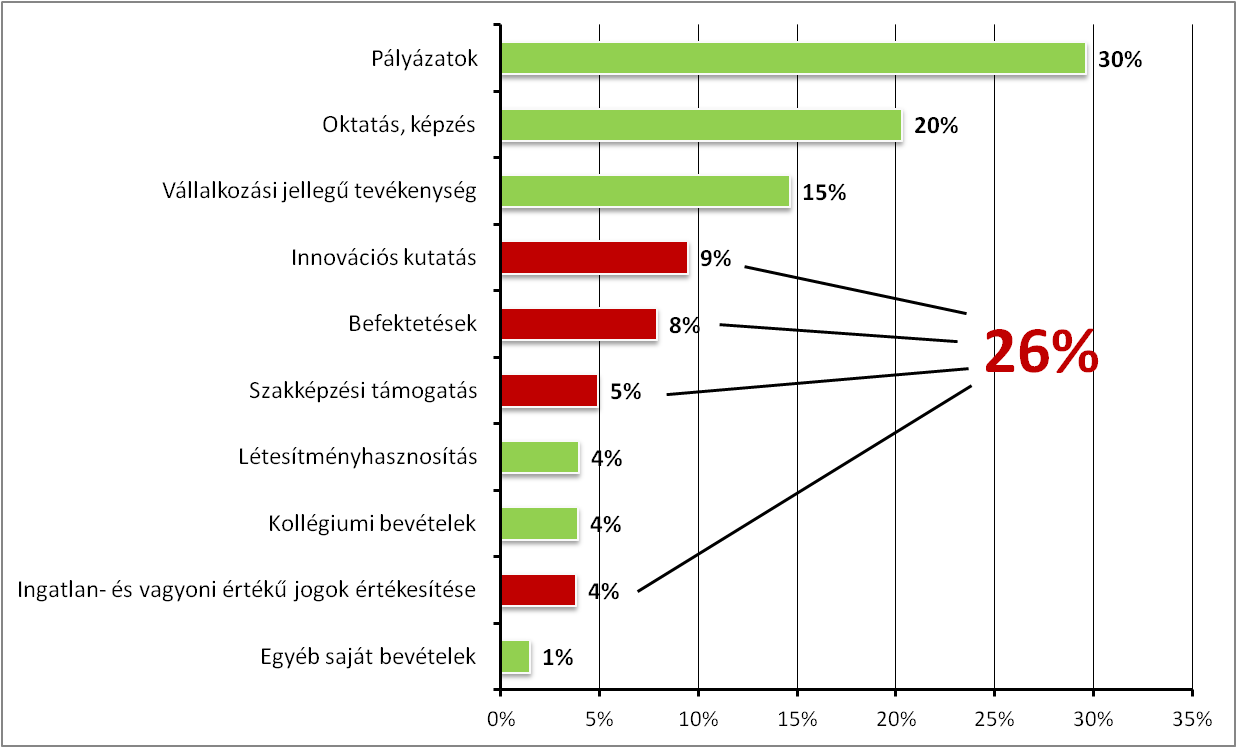 Pályázatok 30%
Oktatás, képzés 20%
Vállalkozási jellegű tevékenység 15%
Innovációs kutatás 9%
Befektetések 8%
26%
Szakképzési támogatás 5%
Létesítményhasznosítás 4%
Kollégiumi bevételek 4%
Ingatlan- és vagyoni értékű jogok értékesítése 4%
Egyéb saját bevételek 1%
0% 5% 10% 15% 20% 25% 30% 35%